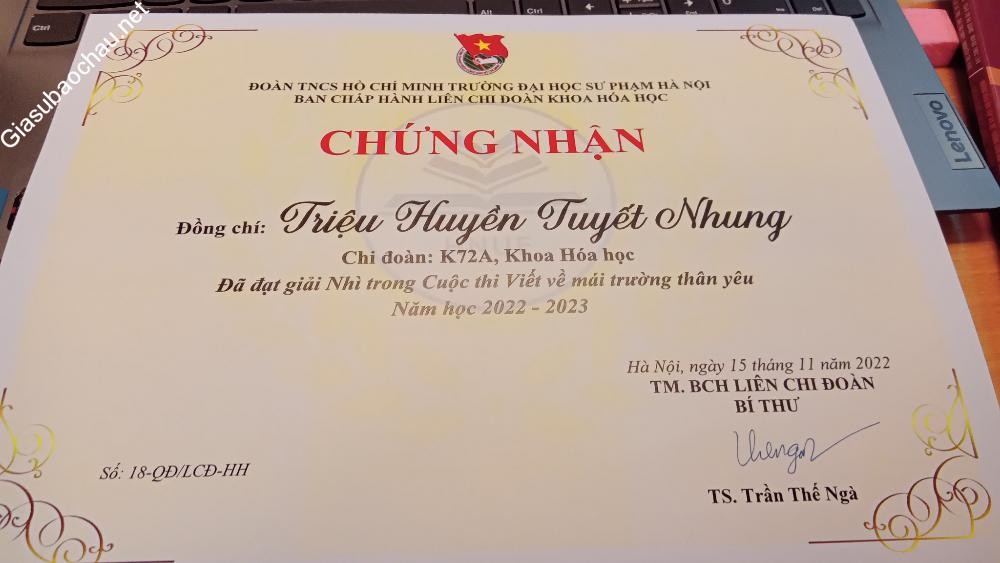 Giasubaochau.net
Ctrl
Alt
Ctrl
Lenovo
ĐOÀN TNCS HỒ CHÍ MINH TRƯỜNG ĐẠI HỌC SƯ PHẠM HÀ NỘI
BAN CHẤP HÀNH LIÊN CHI ĐOÀN KHOA HÓA HỌC
CHỨNG NHẬN
Đồng chí: Triệu Huyền Tuyết Nhung
HNUE
Chi đoàn: K72A, Khoa Hóa học
Đã đạt giải Nhì trong Cuộc thi Viết về mái trường thân yêu
Năm học 2022 - 2023
Hà Nội, ngày 15 tháng 11 năm 2022
TM. BCH LIÊN CHI ĐOÀN
BÍ THƯ
Số: 18-QĐ/LCĐ-HH
TS. Trần Thế Ngà